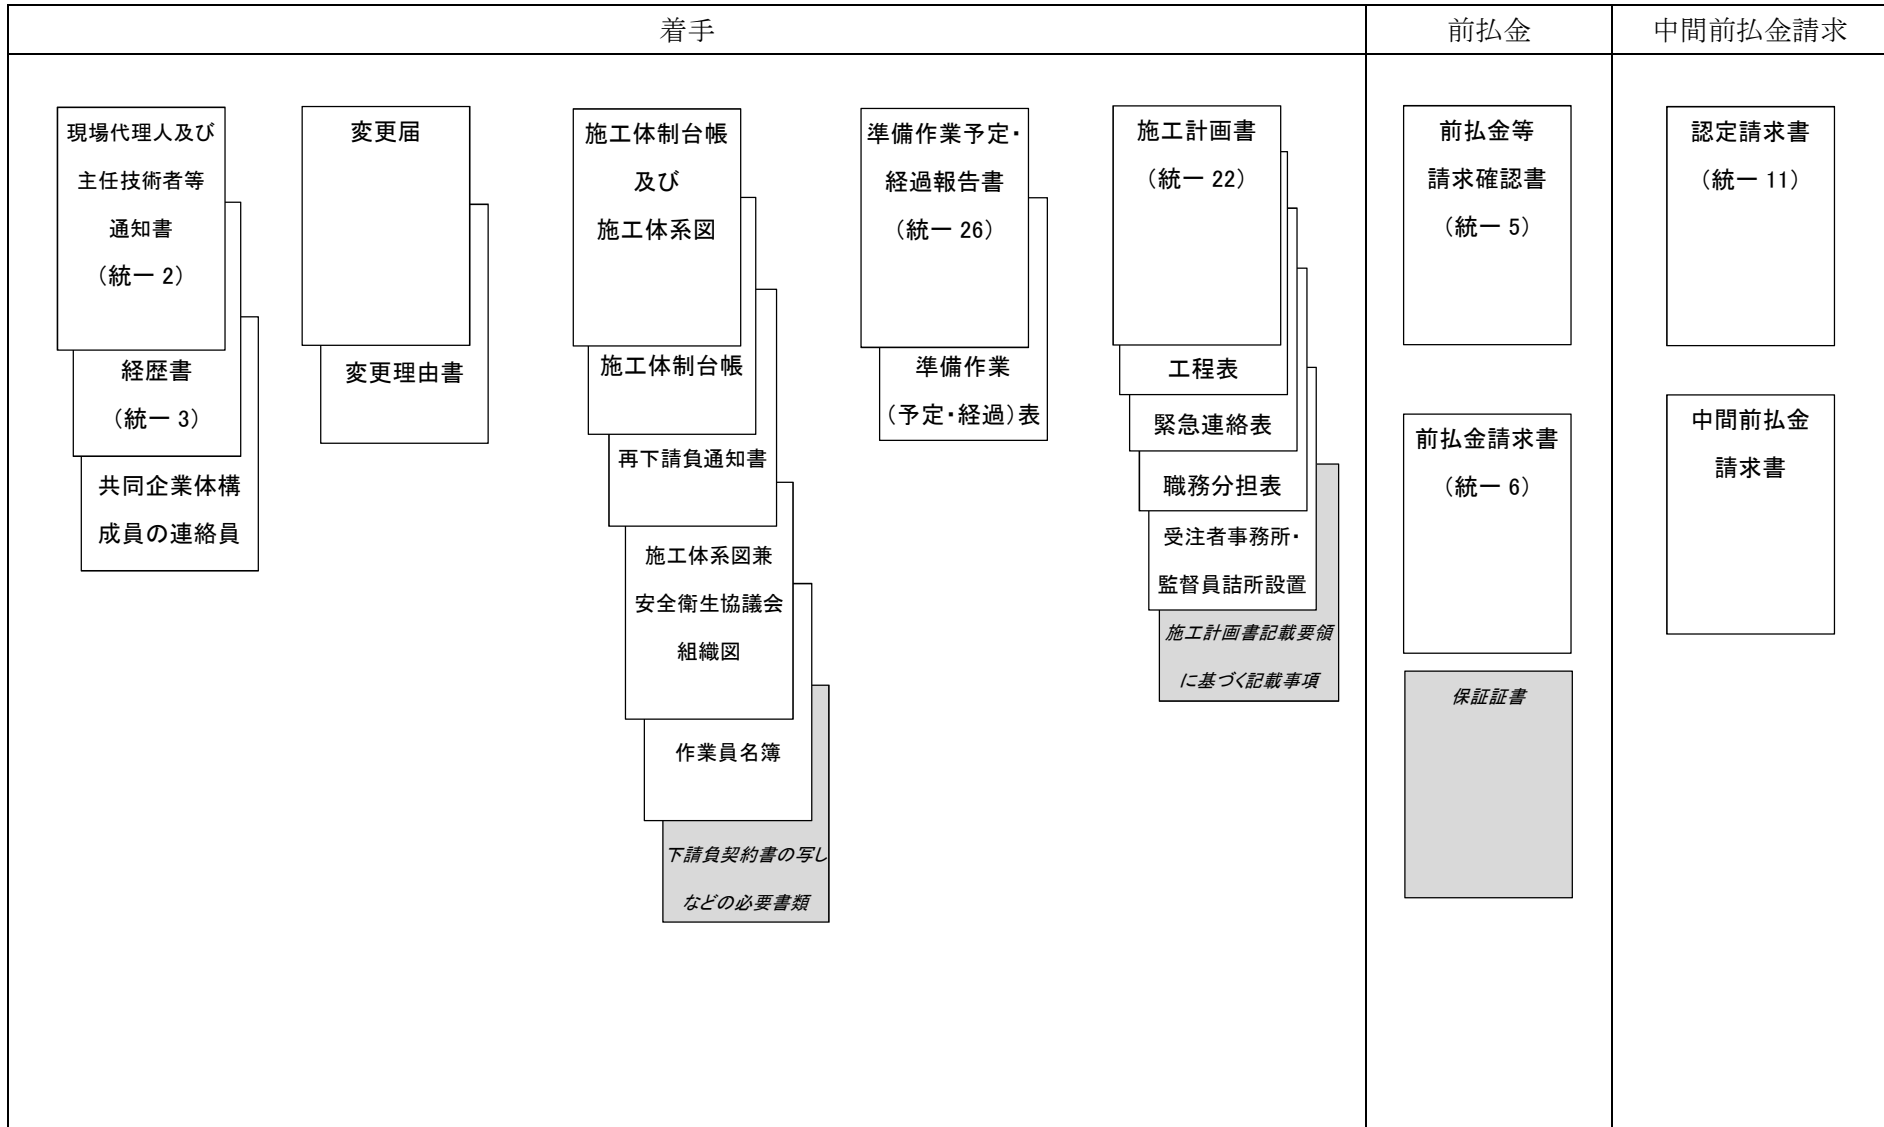 着手
前払金
中間前払金請求
現場代理人及び
主任技術者等
通知書
（統一 2）
経歴書
（統一 3）
共同企業体構
成員の連絡員
変更届
変更理由書
施工体制台帳
及び
施工体系図
施工体制台帳
再下請負通知書
施工体系図兼
安全衛生協議会
組織図
作業員名簿
下請負契約書の写し
などの必要書類
準備作業予定・
経過報告書
（統一 26）
準備作業
（予定・経過）表
施工計画書
（統一 22）
工程表
緊急連絡表
職務分担表
受注者事務所・
監督員詰所設置
施工計画書記載要領
に基づく記載事項
前払金等
請求確認書
（統一 5）
前払金請求書
（統一 6）
保証証書
認定請求書
（統一 11）
中間前払金
請求書